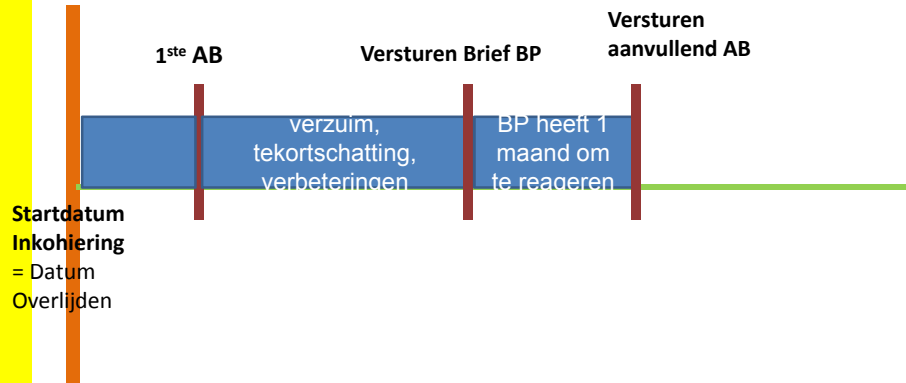 Versturen
aanvullend AB
1ste AB
Versturen Brief BP
verzuim,
tekortschatting,
verbeteringen
BP heeft 1
maand om
te reageren
Startdatum
Inkohiering
= Datum
Overlijden